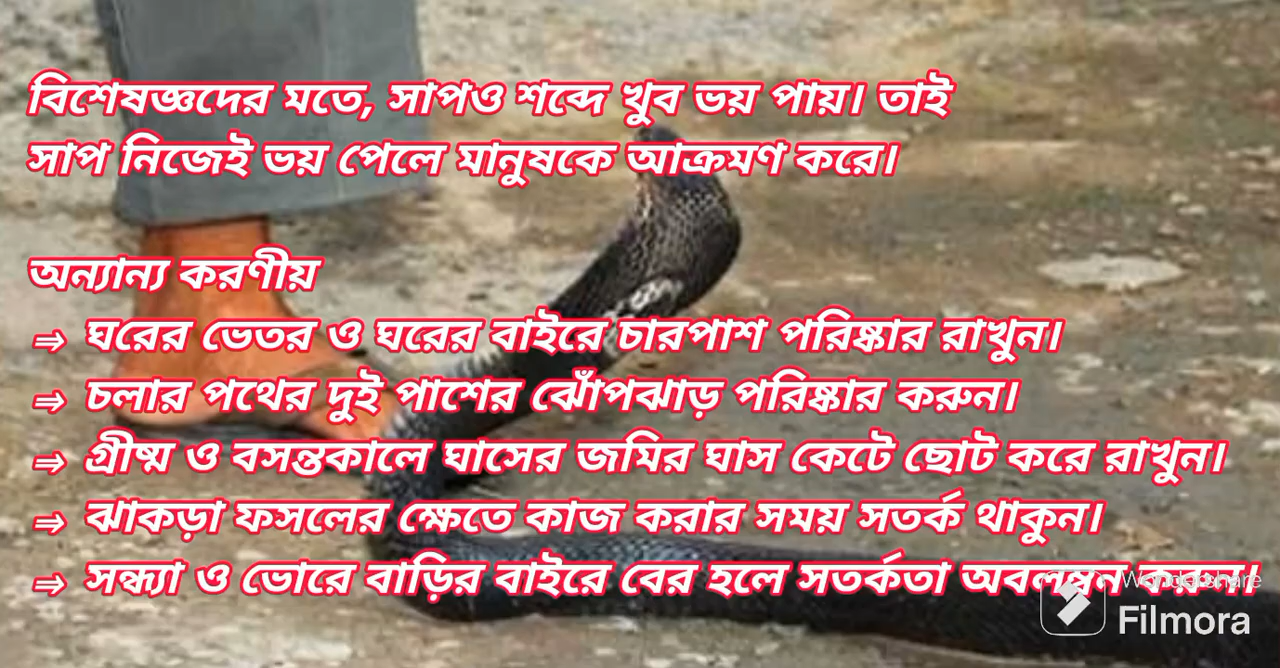 বিশেষজ্ঞদের মতে, সাপও শব্দে খুব ভয় পায়। তাই
সাপ নিজেই ভয় পেলে মানুষকে আক্রমণ করে।
অন্যান্য করণীয়
⇒ ঘরের ভেতর ও ঘরের বাইরে চারপাশ পরিষ্কার রাখুন।
⇒ চলার পথের দুই পাশের ঝোঁপঝাড় পরিষ্কার করুন।
⇒ গ্রীষ্ম ও বসন্তকালে ঘাসের জমির ঘাস কেটে ছোট করে রাখুন।
⇒ ঝাকড়া ফসলের ক্ষেতে কাজ করার সময় সতর্ক থাকুন।
⇒ সন্ধ্যা ও ভোরে বাড়ির বাইরে বের হলে সতর্কতা অবলম্বন করুন।
Wondershare
Filmora